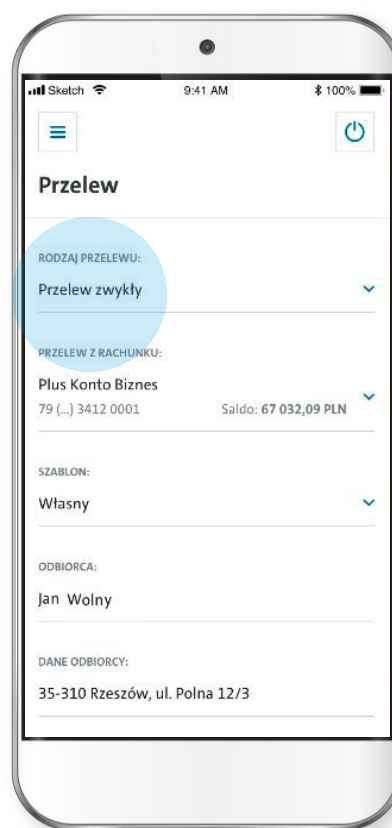 Sketch 9:41 AM 100%
Przelew
RODZAJ PRZELEWU:
Przelew zwykły
PRZELEW Z RACHUNKU:
Plus Konto Biznes
79 (...) 3412 0001 Saldo: 67 032,09 PLN
SZABLON:
Własny
ODBIORCA:
Jan Wolny
DANE ODBIORCY:
35-310 Rzeszów, ul. Polna 12/3